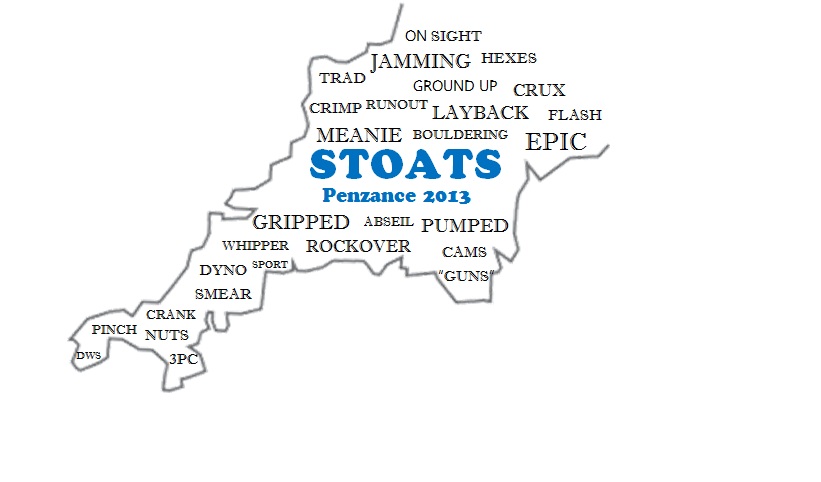 ON SIGHT
JAMMING HEXES
TRAD
GROUND UP CRUX
CRIMP RUNOUT LAYBACK FLASH
MEANIE BOULDERING EPIC
STOATS
Penzance 2013
GRIPPED ABSEIL PUMPED
WHIPPER ROCKOVER CAMS
DYNO SPORT "GUNS"
SMEAR
CRANK
PINCH NUTS
DWS 3PC